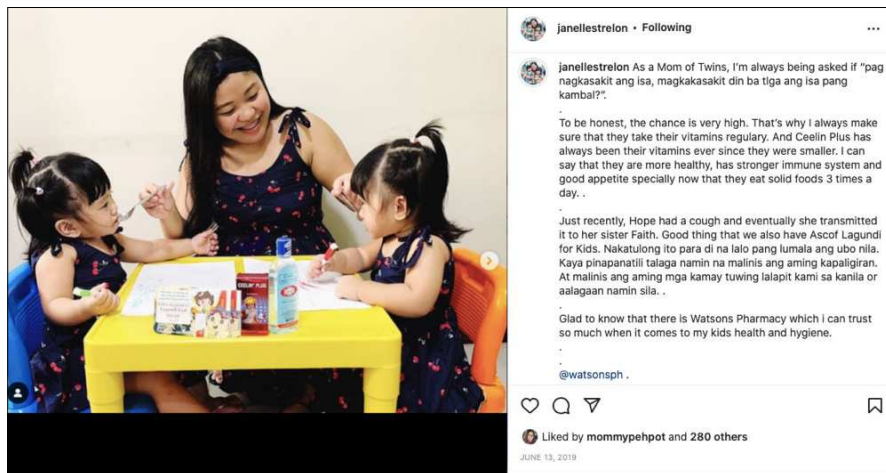 janellestrelon • Following
janellestrelon As a Mom of Twins, I'm always being asked if "pag
nagkasakit ang isa, magkakasakit din ba tlga ang isa pang
kambal?".
.
To be honest, the chance is very high. That's why I always make
sure that they take their vitamins regulary. And Ceelin Plus has
always been their vitamins ever since they were smaller. I can
say that they are more healthy, has stronger immune system and
good appetite specially now that they eat solid foods 3 times a
day. .
.
Just recently, Hope had a cough and eventually she transmitted
it to her sister Faith. Good thing that we also have Ascof Lagundi
for Kids. Nakatulong ito para di na lalo pang lumala ang ubo nila.
Kaya pinapanatili talaga namin na malinis ang aming kapaligiran.
At malinis ang aming mga kamay tuwing lalapit kami sa kanila or
aalagaan namin sila. .
.
Glad to know that there is Watsons Pharmacy which i can trust
so much when it comes to my kids health and hygiene.
.
.
@watsonsph .
Liked by mommypehpot and 280 others
JUNE 13, 2019
CEELIN PLUS